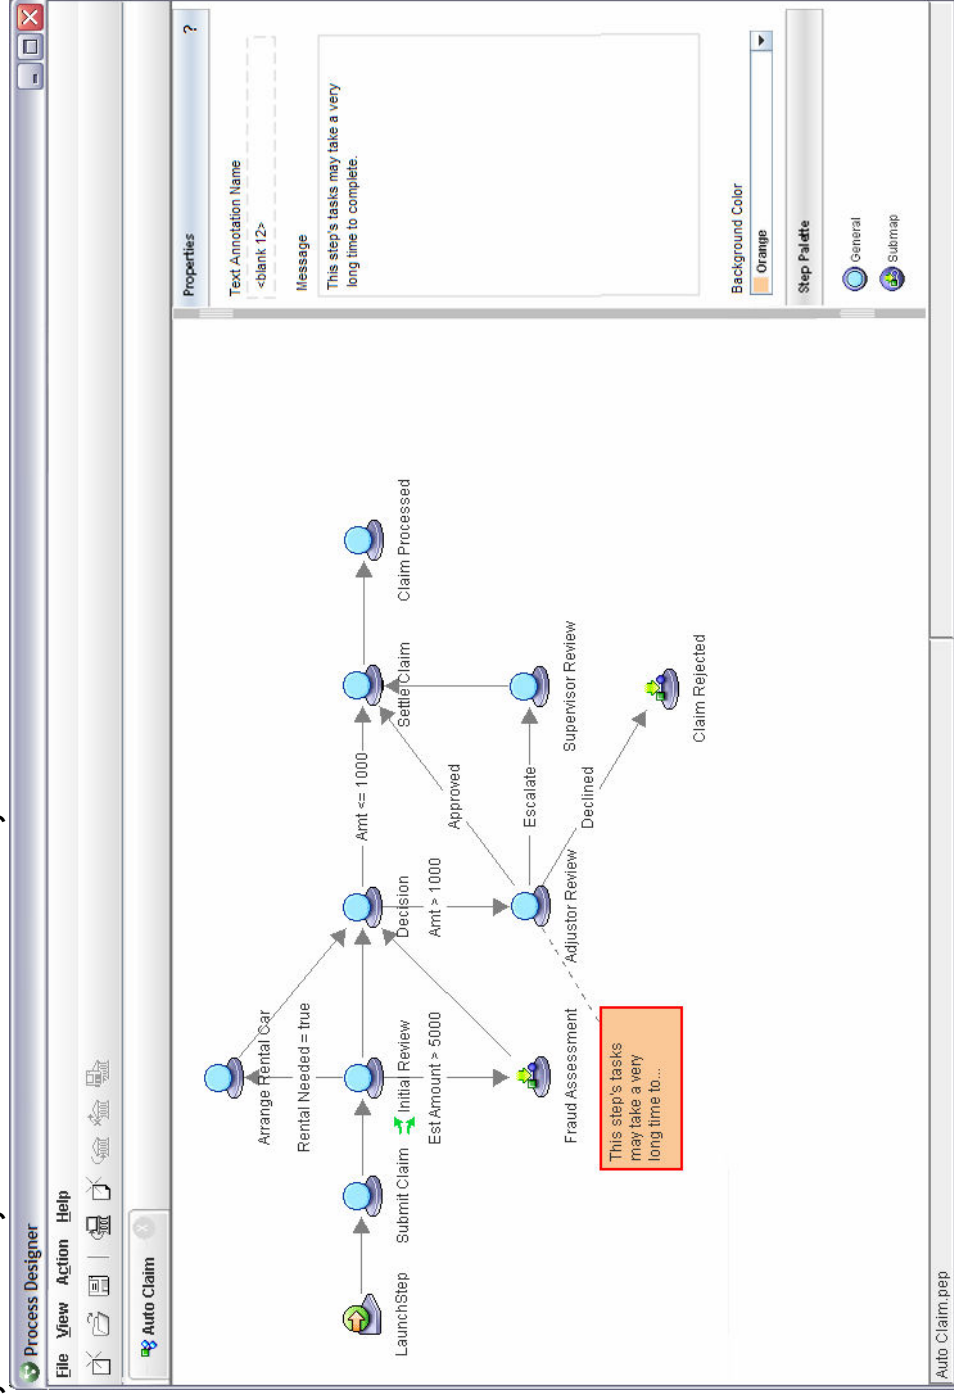 Process Designer
File View Action Help
Auto Claim
Properties ?
Text Annotation Name
<blank 12>
Message
This step's tasks may take a very
long time to complete.
Background Color
Orange
Step Palette
General
Submap
Arrange Rental Car
Rental Needed = true
LaunchStep
Submit Claim
Initial Review
Est Amount > 5000
Fraud Assessment
Decision
Amt <= 1000
Amt > 1000
Settle Claim
Claim Processed
Approved
Adjustor Review
Escalate
Supervisor Review
Declined
Claim Rejected
This step's tasks
may take a very
long time to...
Auto Claim.pep